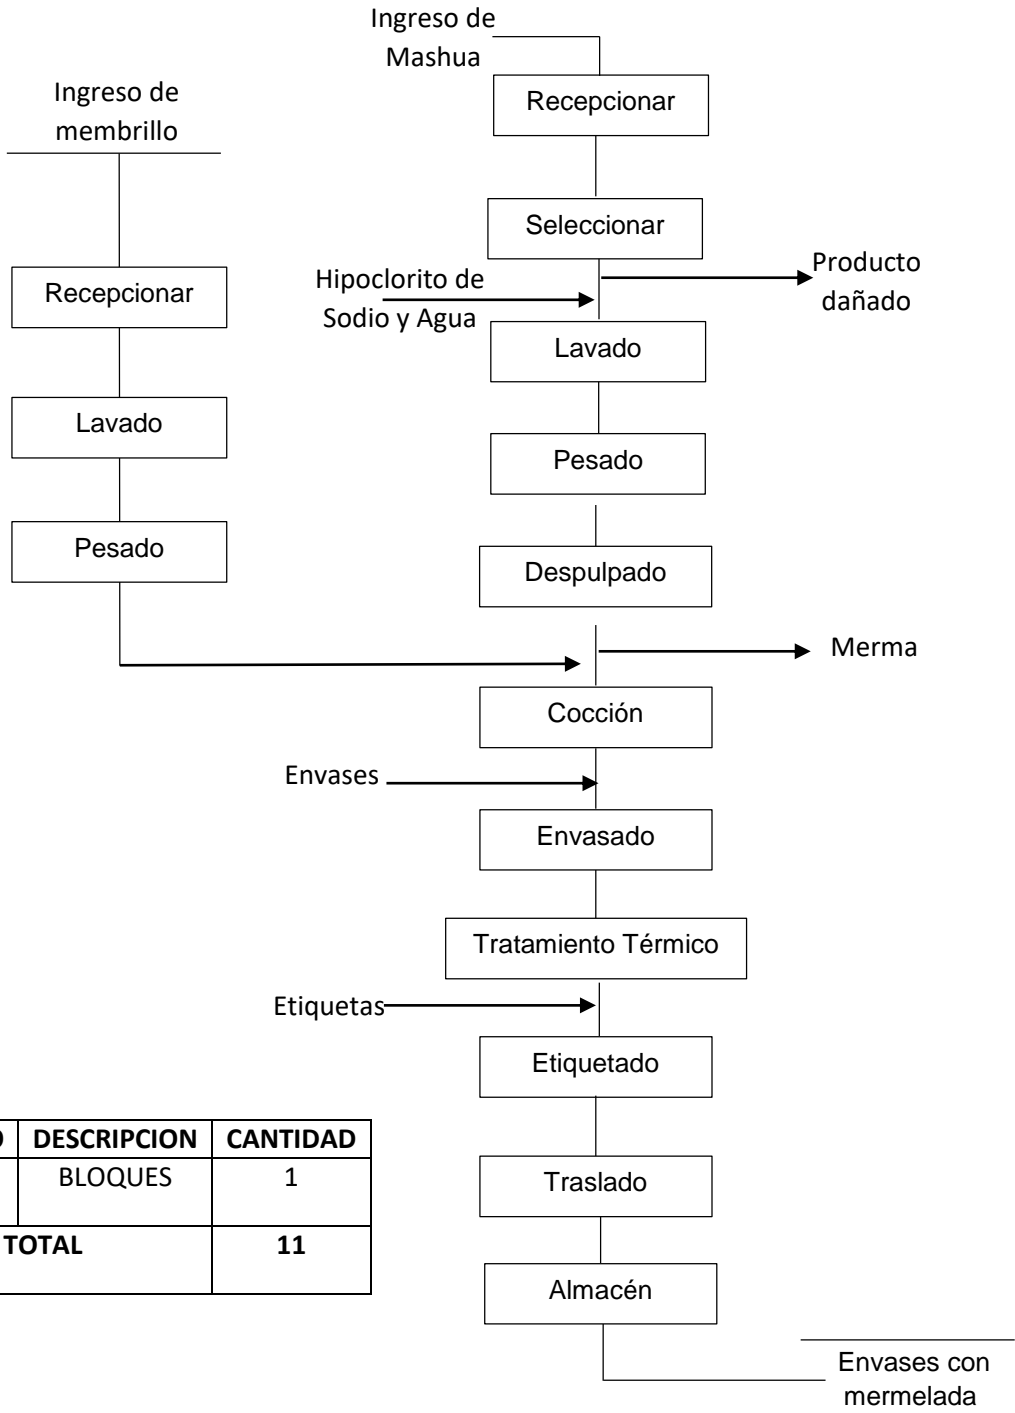 Ingreso de
Mashua
Recepcionar
Ingreso de
membrillo
Seleccionar
Producto
dañado
Hipoclorito de
Sodio y Agua
Recepcionar
Lavado
Lavado
Pesado
Pesado
Despulpado
Merma
Cocción
Envases
Envasado
Tratamiento Térmico
Etiquetas
Etiquetado
O DESCRIPCION CANTIDAD
BLOQUES 1
TOTAL 11
Traslado
Almacén
Envases con
mermelada